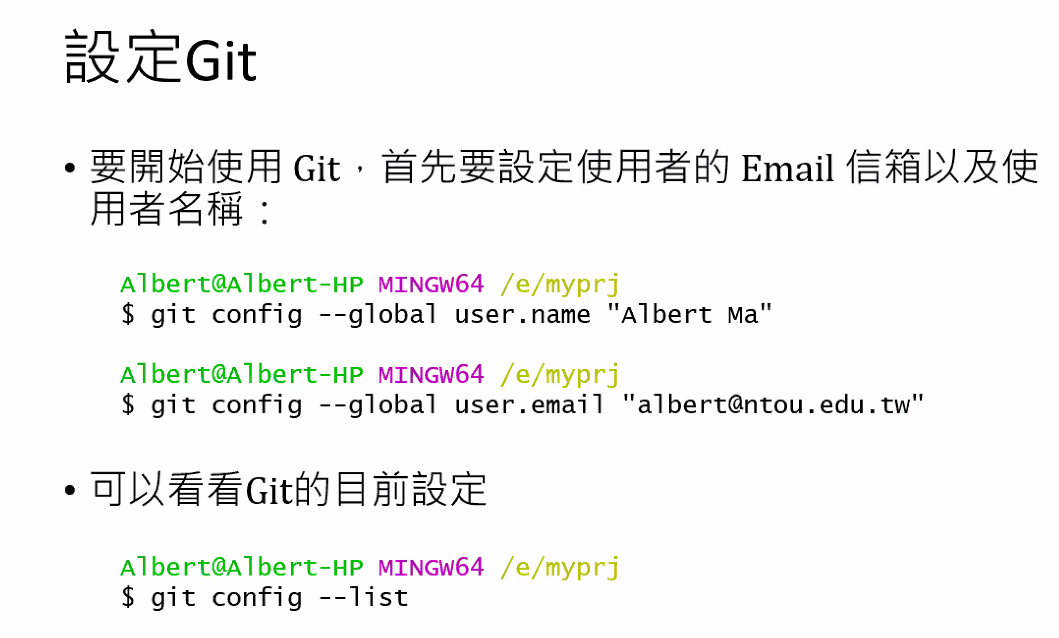 設定Git
• 要開始使用 Git，首先要設定使用者的 Email 信箱以及使
用者名稱：
Albert@Albert-HP MINGW64 /e/myprj
$ git config --global user.name "Albert Ma"
Albert@Albert-HP MINGW64 /e/myprj
$ git config --global user.email "albert@ntou.edu.tw"
• 可以看看Git的目前設定
Albert@Albert-HP MINGW64 /e/myprj
$ git config --list